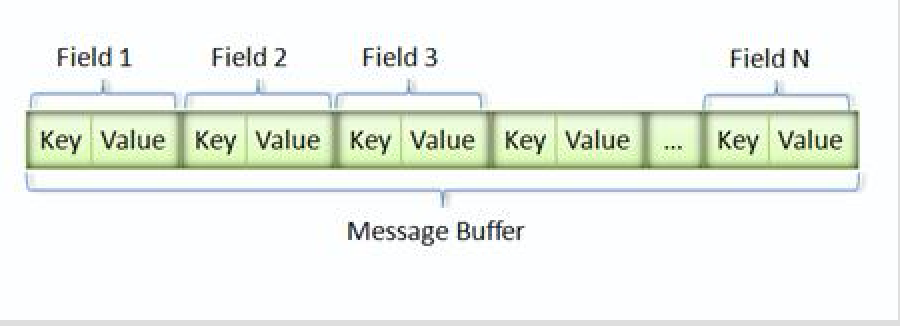 Field 1 Field 2 Field 3 Field N
Key Value Key Value Key Value Key Value ... Key Value
Message Buffer